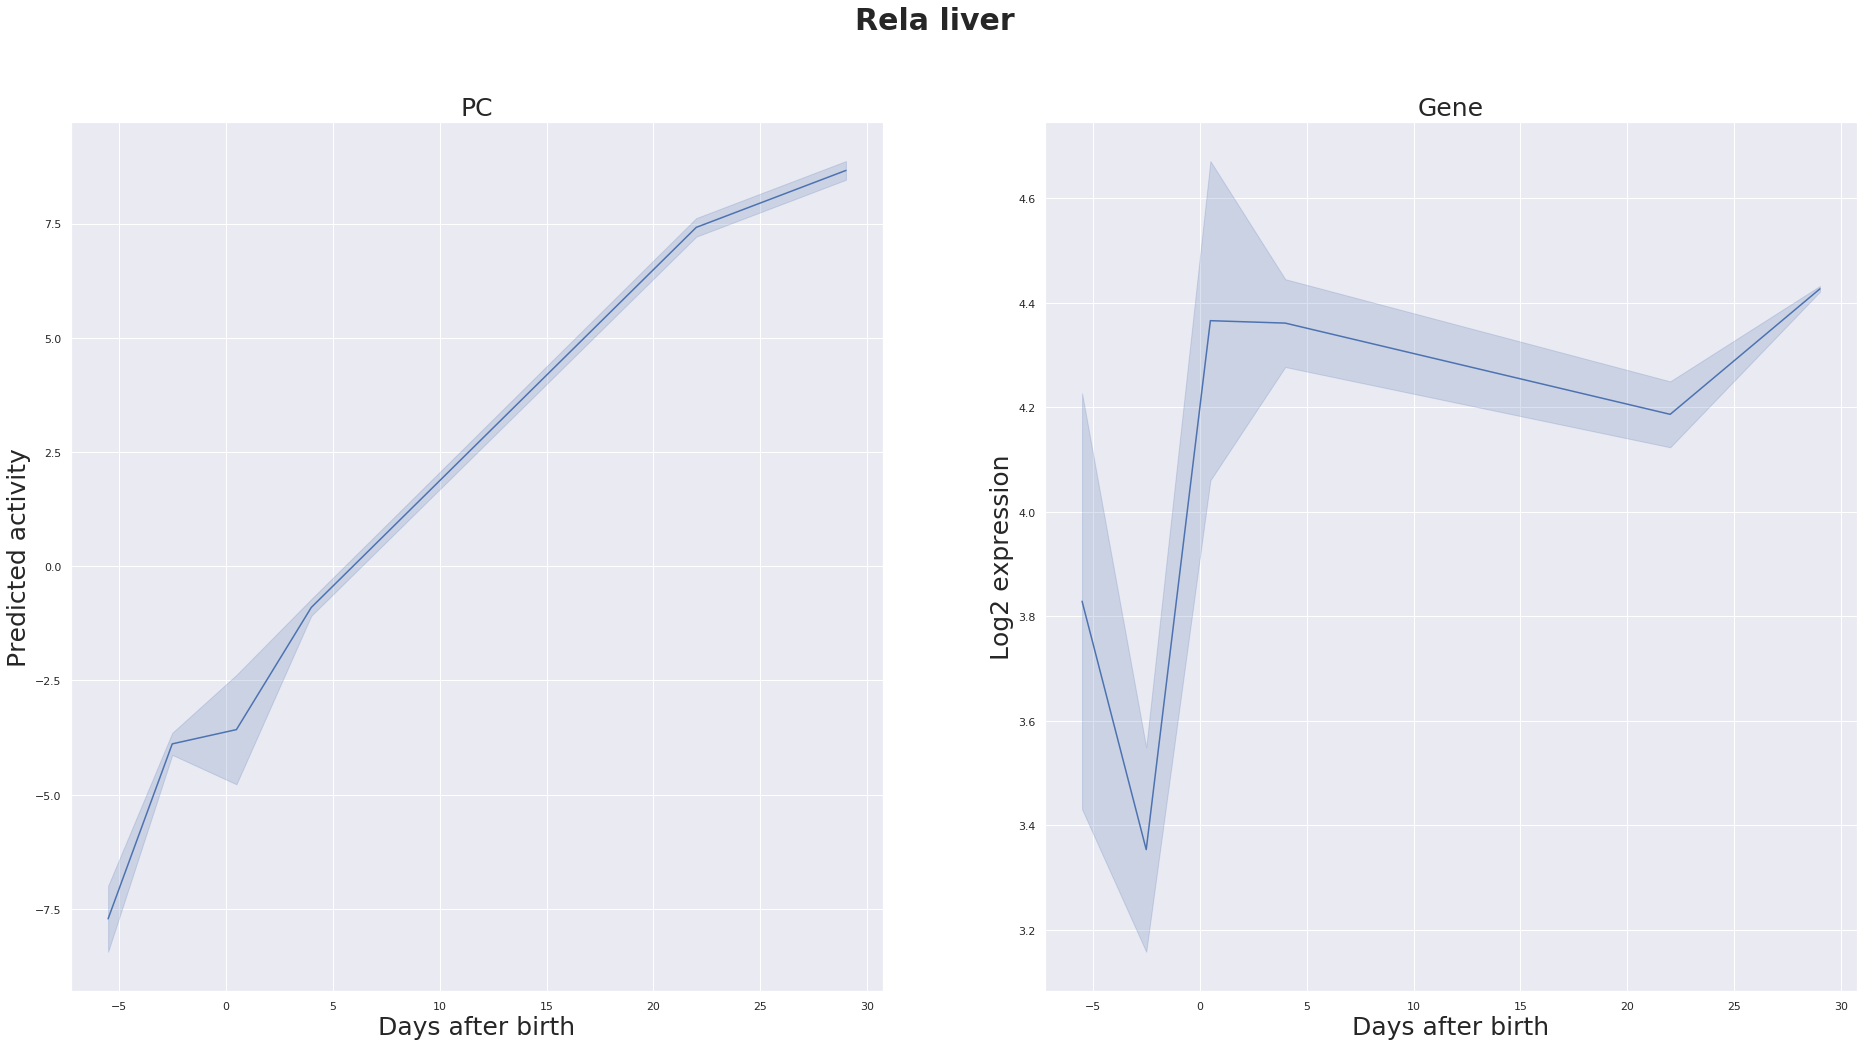 Rela liver
PC
Predicted activity
7.5
5.0
2.5
0.0
−2.5
−5.0
−7.5
−5 0 5 10 15 20 25 30
Days after birth
Gene
Log2 expression
4.6
4.4
4.2
4.0
3.8
3.6
3.4
3.2
−5 0 5 10 15 20 25 30
Days after birth